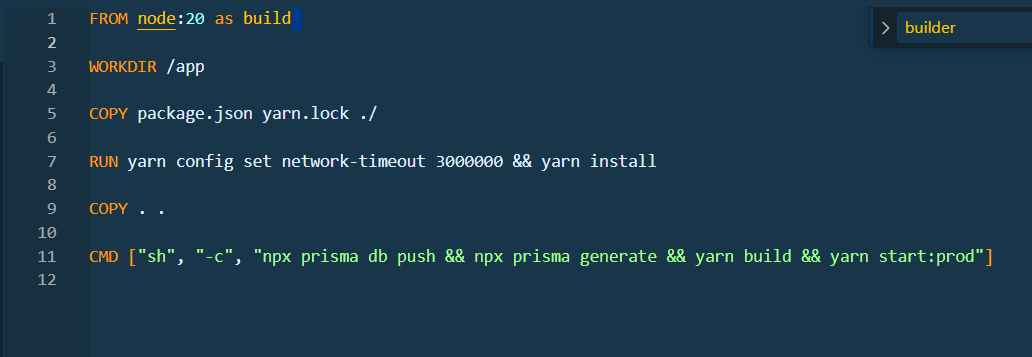 1 FROM node:20 as build
builder
2
3 WORKDIR /app
4
5 COPY package.json yarn.lock ./
6
7 RUN yarn config set network-timeout 3000000 && yarn install
8
9 COPY . .
10
11 CMD ["sh", "-c", "npx prisma db push && npx prisma generate && yarn build && yarn start:prod"]
12